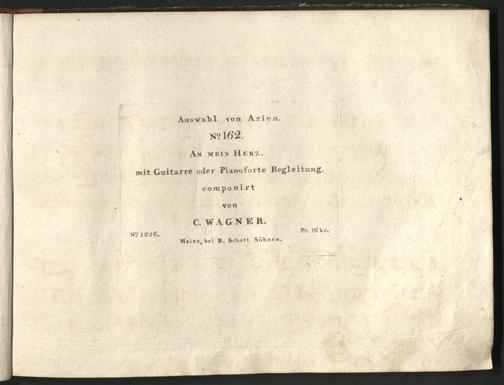 Auswahl von Arien.
Nº 162.
AN MEIN HERZ.
mit Guitarre oder Pianoforte Begleitung.
componirt
von
C. WAGNER.
Nº 1236. Pr. 16 kr.
Mainz, bei B. Schott Söhnen.